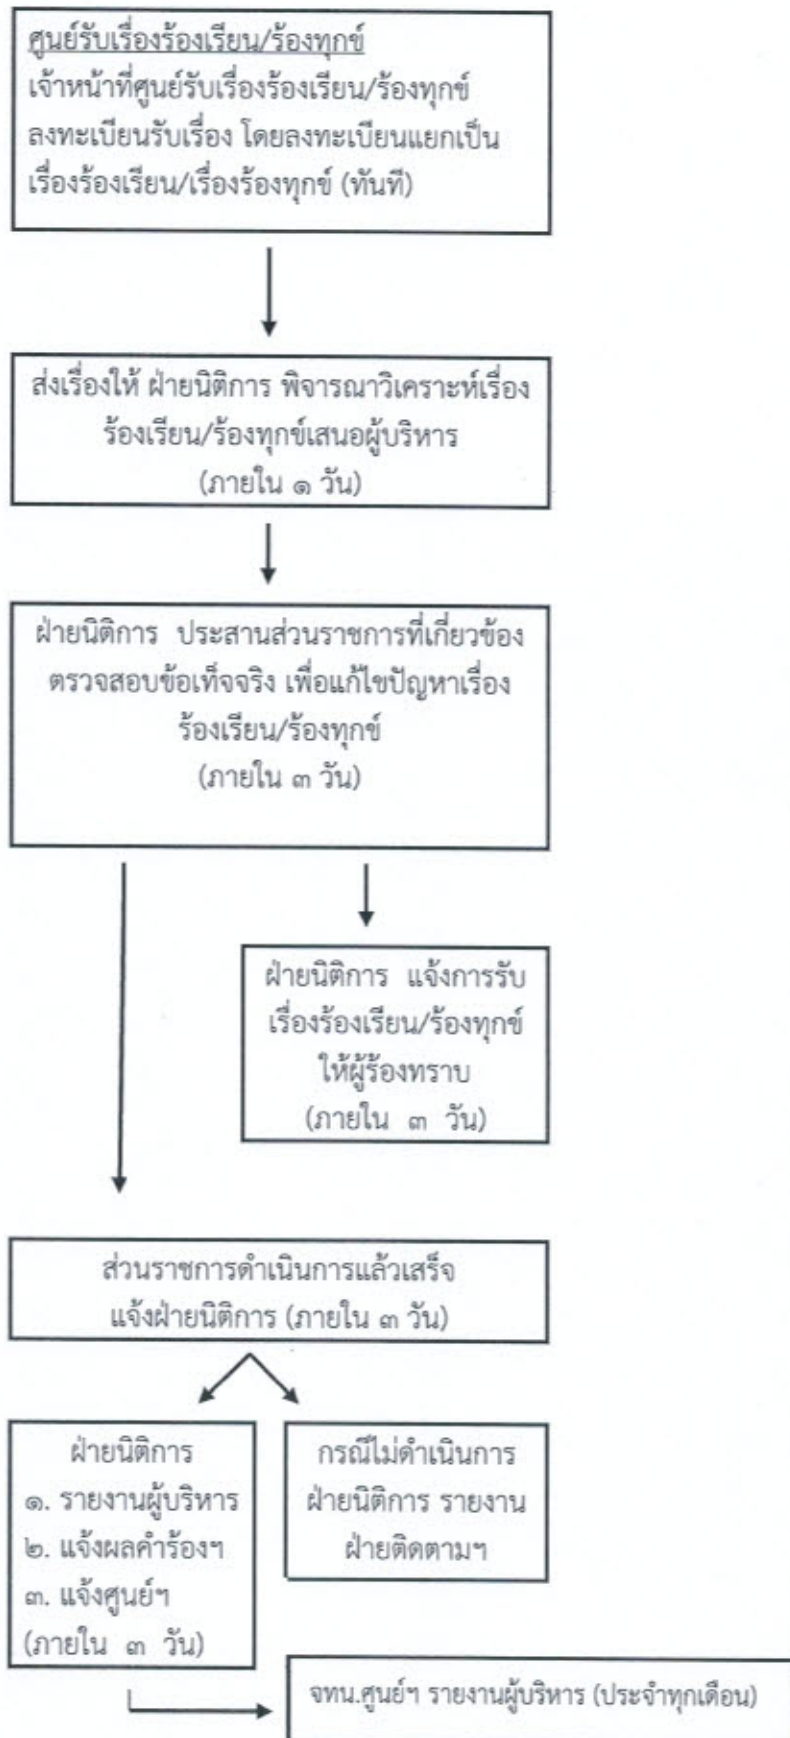 ศูนย์รับเรื่องร้องเรียน/ร้องทุกข์
เจ้าหน้าที่ศูนย์รับเรื่องร้องเรียน/ร้องทุกข์
ลงทะเบียนรับเรื่อง โดยลงทะเบียนแยกเป็น
เรื่องร้องเรียน/เรื่องร้องทุกข์ (ทันที)
ส่งเรื่องให้ ฝ่ายนิติการ พิจารณาวิเคราะห์เรื่อง
ร้องเรียน/ร้องทุกข์เสนอผู้บริหาร
(ภายใน ๑ วัน)
ฝ่ายนิติการ ประสานส่วนราชการที่เกี่ยวข้อง
ตรวจสอบข้อเท็จจริง เพื่อแก้ไขปัญหาเรื่อง
ร้องเรียน/ร้องทุกข์
(ภายใน ๓ วัน)
ฝ่ายนิติการ แจ้งการรับ
เรื่องร้องเรียน/ร้องทุกข์
ให้ผู้ร้องทราบ
(ภายใน ๓ วัน)
ส่วนราชการดำเนินการแล้วเสร็จ
แจ้งฝ่ายนิติการ (ภายใน ๓ วัน)
ฝ่ายนิติการ
๑. รายงานผู้บริหาร
๒. แจ้งผลคำร้องฯ
๓. แจ้งศูนย์ฯ
(ภายใน ๓ วัน)
กรณีไม่ดำเนินการ
ฝ่ายนิติการ รายงาน
ฝ่ายติดตามฯ
จทน.ศูนย์ฯ รายงานผู้บริหาร (ประจำทุกเดือน)